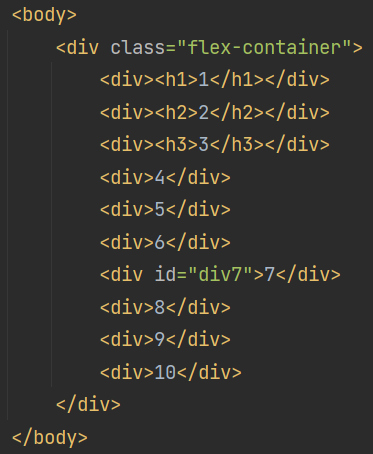 <body>
<div class="flex-container">
<div><h1>1</h1></div>
<div><h2>2</h2></div>
<div><h3>3</h3></div>
<div>4</div>
<div>5</div>
<div>6</div>
<div id="div7">7</div>
<div>8</div>
<div>9</div>
<div>10</div>
</div>
</body>